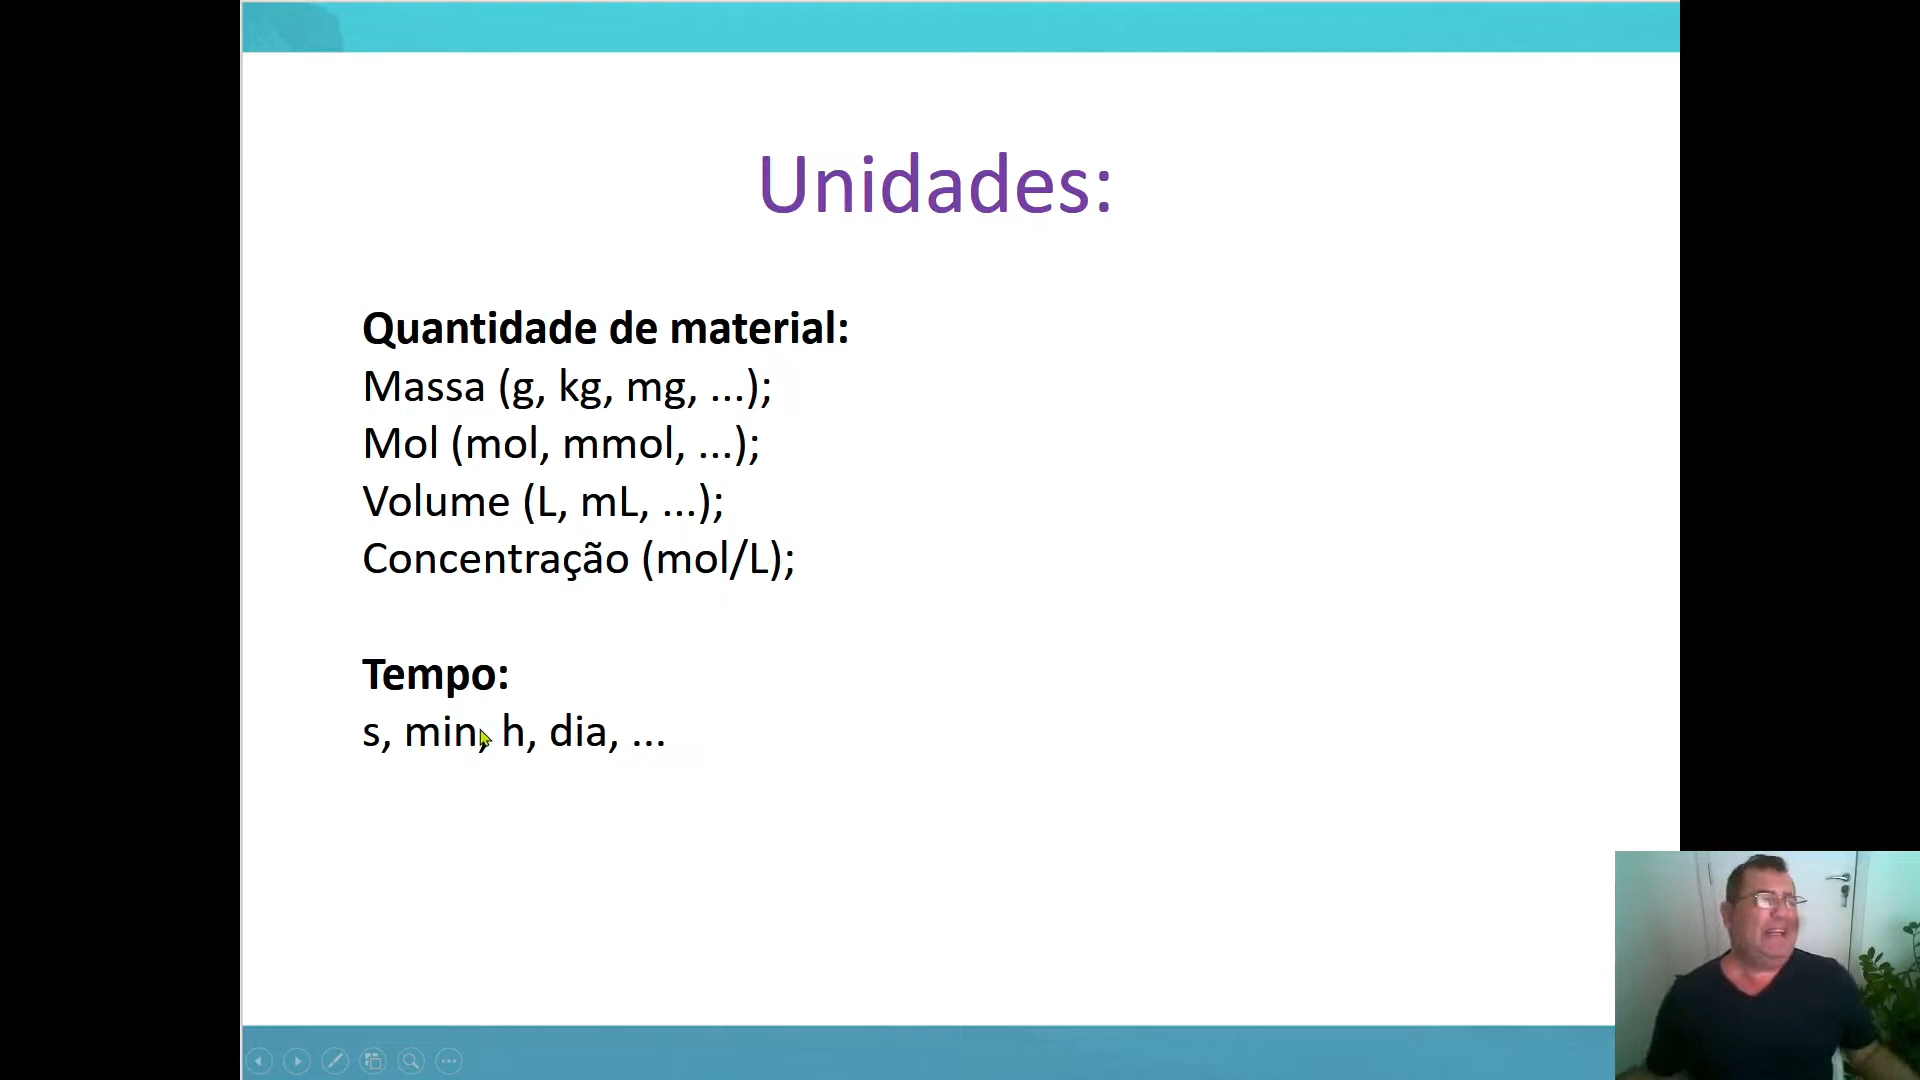 Unidades:
Quantidade de material:
Massa (g, kg, mg, ...);
Mol (mol, mmol, ...);
Volume (L, mL, ...);
Concentração (mol/L);
Tempo:
s, min, h, dia, ...